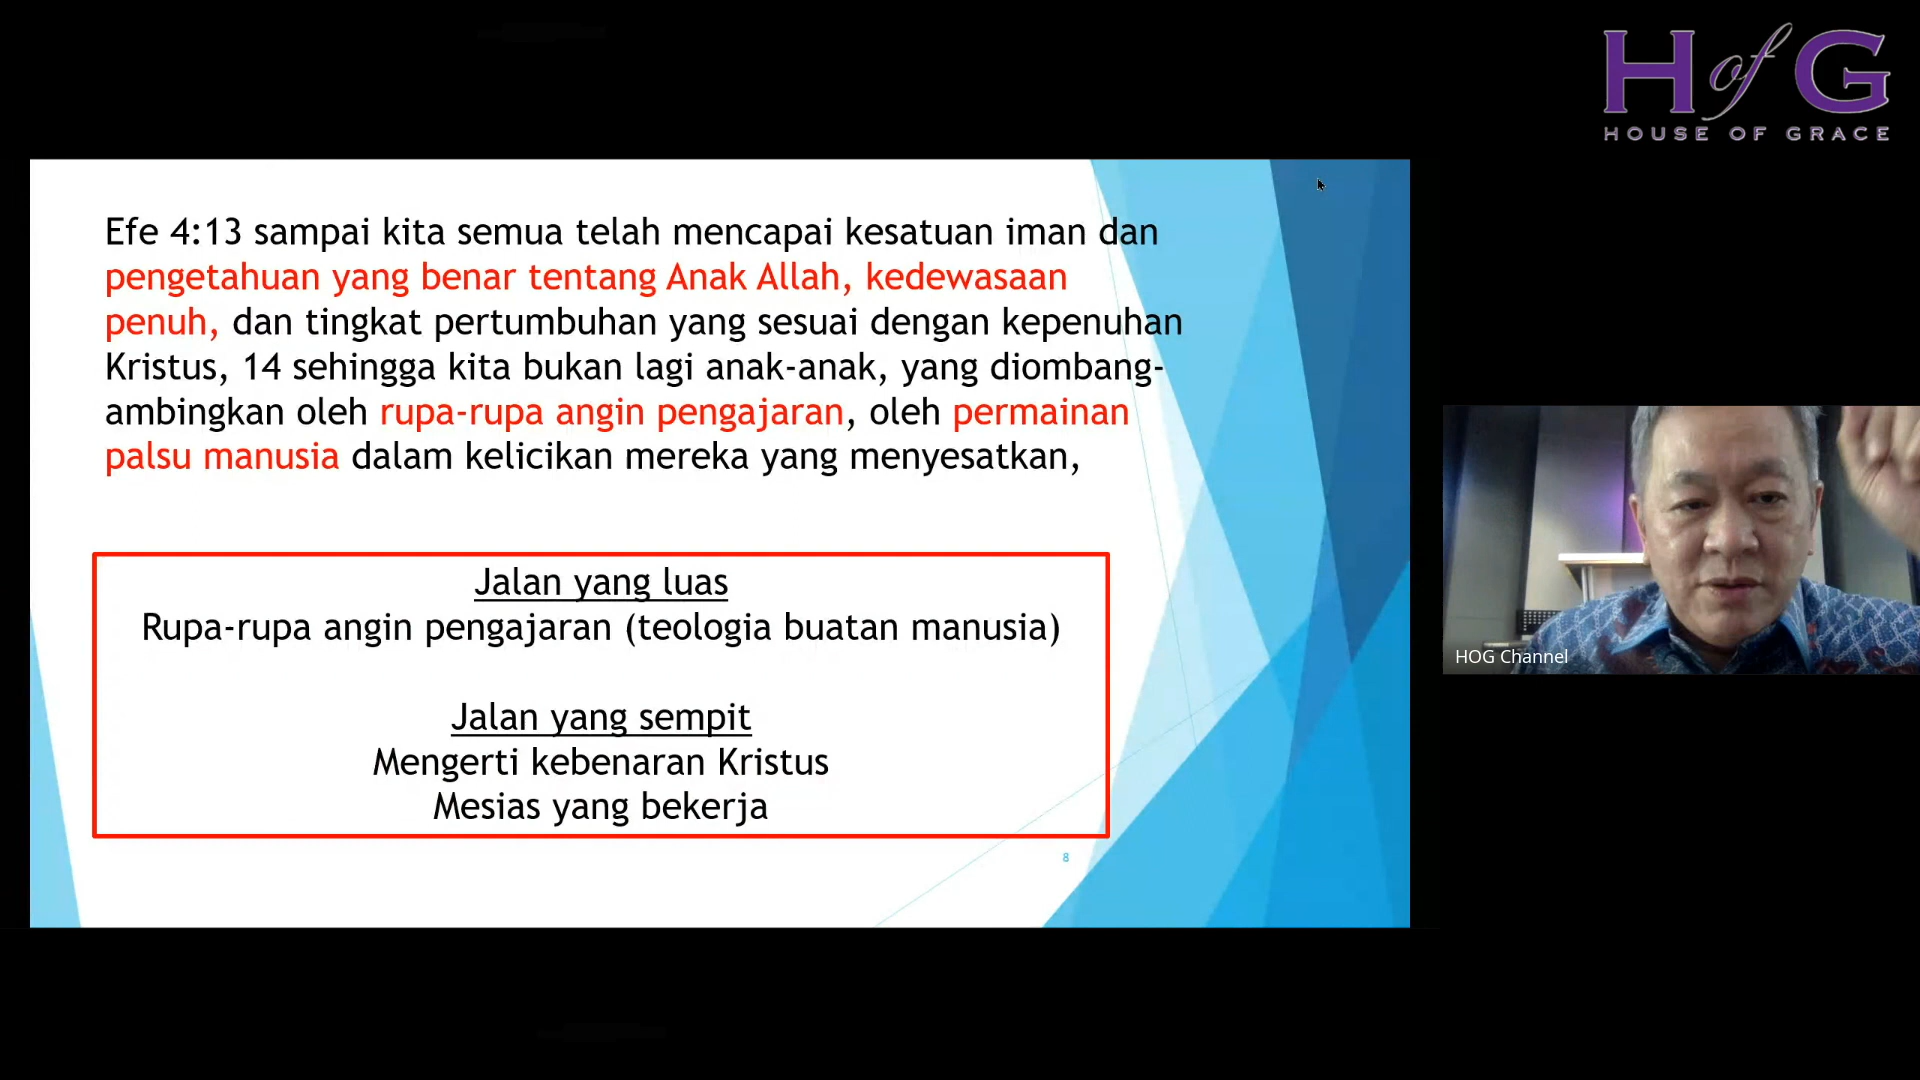 H of G
HOUSE OF GRACE
Efe 4:13 sampai kita semua telah mencapai kesatuan iman dan
pengetahuan yang benar tentang Anak Allah, kedewasaan
penuh, dan tingkat pertumbuhan yang sesuai dengan kepenuhan
Kristus, 14 sehingga kita bukan lagi anak-anak, yang diombang-
ambingkan oleh rupa-rupa angin pengajaran, oleh permainan
palsu manusia dalam kelicikan mereka yang menyesatkan,
Jalan yang luas
Rupa-rupa angin pengajaran (teologia buatan manusia)
Jalan yang sempit
Mengerti kebenaran Kristus
Mesias yang bekerja
8
HOG Channel